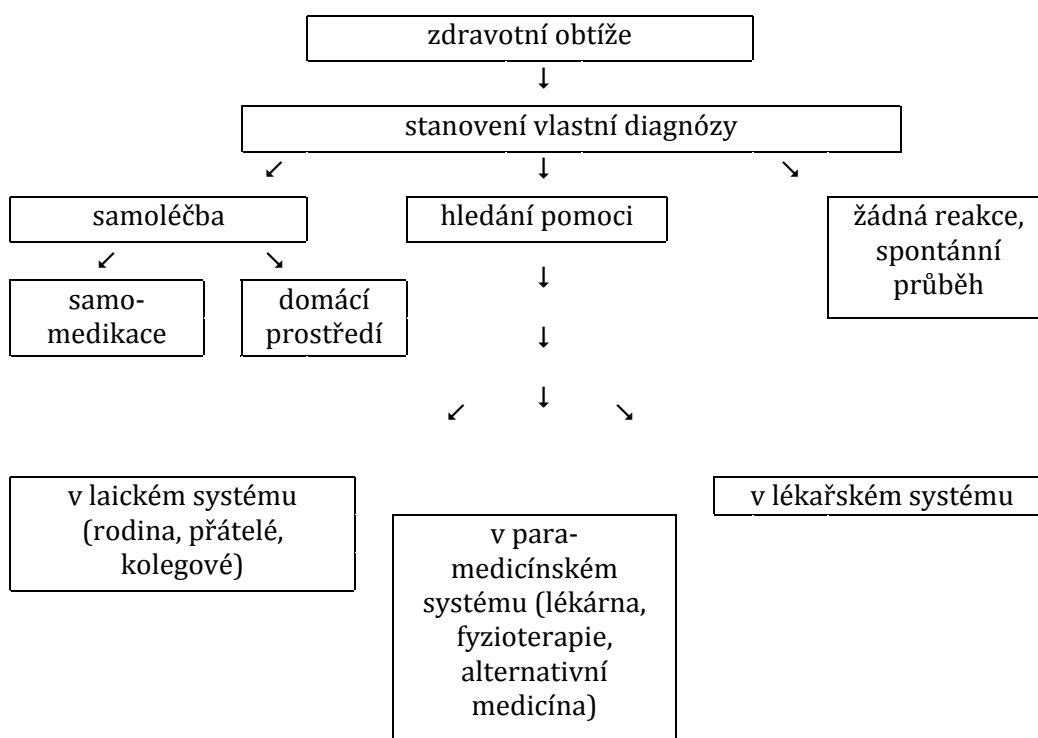 zdravotní obtíže
↓
stanovení vlastní diagnózy
↙ ↓ ↘
samoléčba
hledání pomoci
žádná reakce,
spontánní
průběh
↙ ↘ ↓
samo-
medikace
domácí
prostředí
↓
↙ ↓ ↘
v laickém systému
(rodina, přátelé,
kolegové)
v para-
medicínském
systému (lékárna,
fyzioterapie,
alternativní
medicína)
v lékařském systému